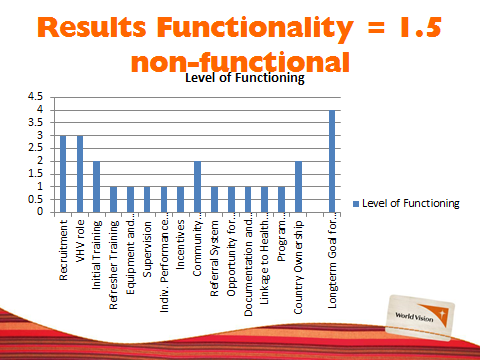 Results Functionality = 1.5
non-functional
Level of Functioning
4.5
4
3.5
3
2.5
2
1.5
1
0.5
0
Recruitment
VHV role
Initial Training
Refresher Training
Equipment and...
Supervision
Indiv. Performance...
Incentives
Community...
Referral System
Opportunity for...
Documentation and...
Linkage to Health...
Program...
Country Ownership
Longterm Goal for...
Level of Functioning
World Vision